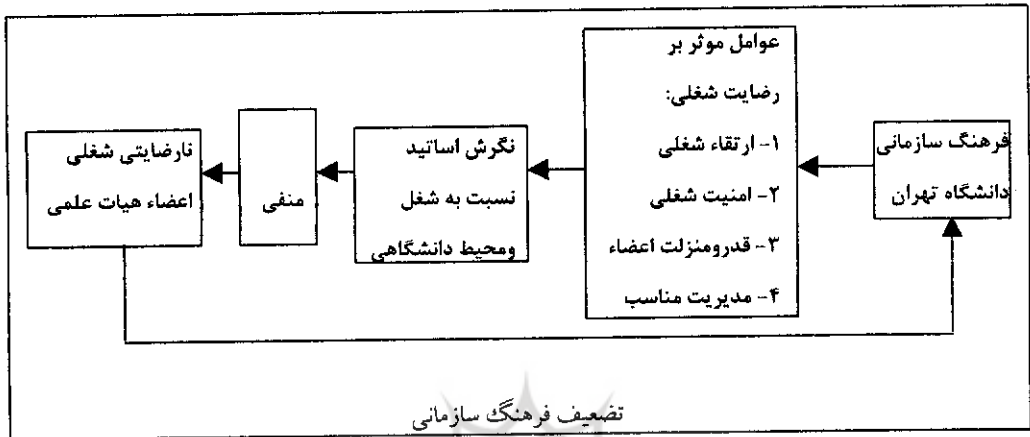 فرهنگ سازمانی
دانشگاه تهران
عوامل موثر بر
رضایت شغلی:
۱- ارتقاء شغلی
۲- امنیت شغلی
۳- قدرومنزلت اعضاء
۴- مدیریت مناسب
نگرش اساتید
نسبت به شغل
ومحیط دانشگاهی
منفی
نارضایتی شغلی
اعضاء هیات علمی
تضعیف فرهنگ سازمانی